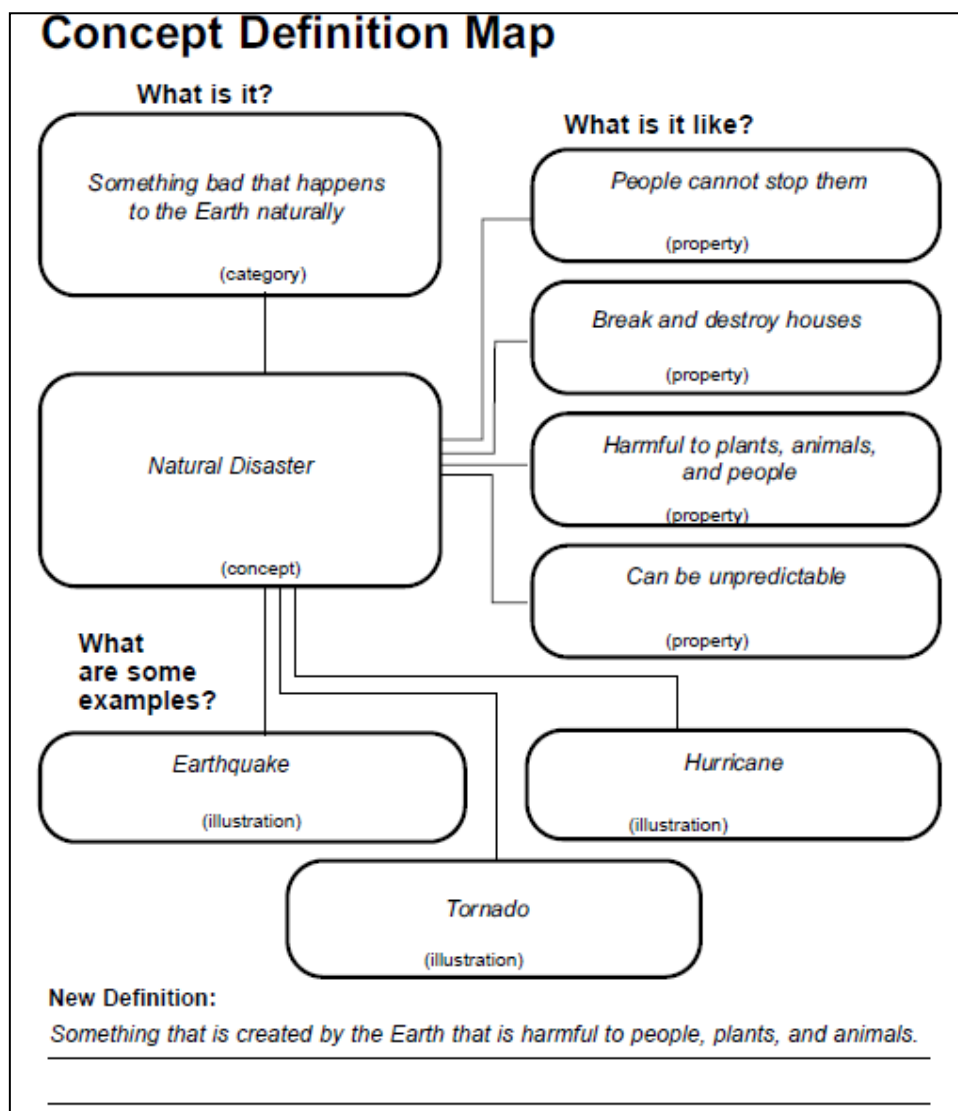 Concept Definition Map
What is it?
Something bad that happens
to the Earth naturally
(category)
What is it like?
People cannot stop them
(property)
Break and destroy houses
(property)
Harmful to plants, animals,
and people
(property)
Can be unpredictable
(property)
Natural Disaster
(concept)
What
are some
examples?
Earthquake
(illustration)
Hurricane
(illustration)
Tornado
(illustration)
New Definition:
Something that is created by the Earth that is harmful to people, plants, and animals.